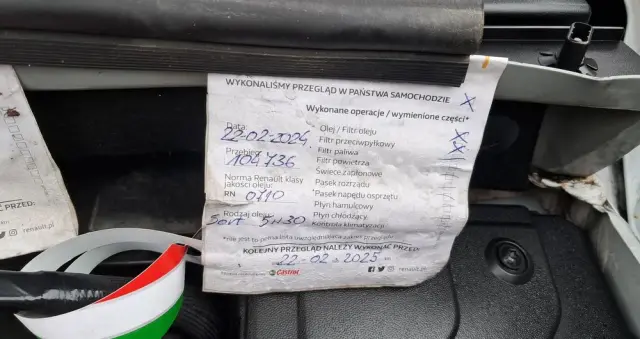 WYKONALIŚMY PRZEGLĄD W PAŃSTWA SAMOCHODZIE
Wykonane operacje / wymienione części*
Data
22-02-2024
Przebieg
104736
Norma Renault klasy
jakości oleju:
RN 0710
Rodzaj oleju
5W30
Olej / Filtr oleju
Filtr przeciwpyłkowy
Filtr paliwa
Filtr powietrza
Świece zapłonowe
Pasek rozrządu
Pasek napędu osprzętu
Płyn hamulcowy
Płyn chłodzący
Kontrola klimatyzacji
KOLEJNY PRZEGLĄD NALEŻY WYKONAĆ PRZED:
22-02-2025
Castrol
renault.pl
PRZED:
renault.pl